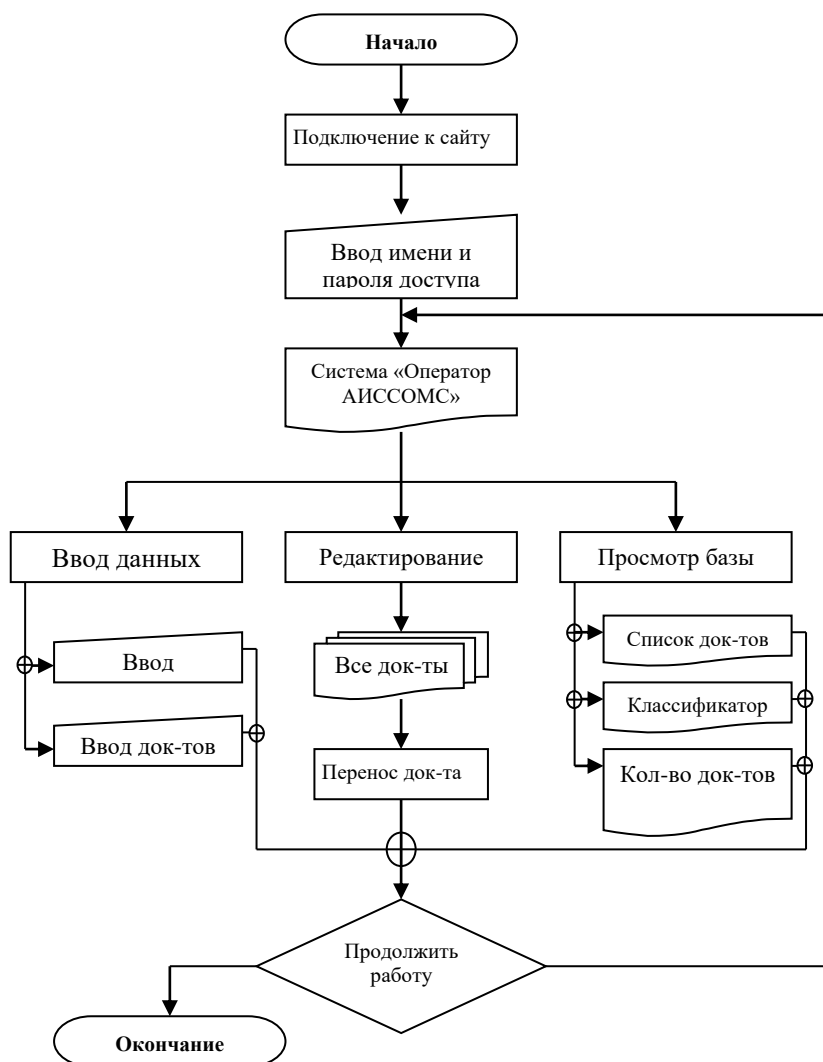 Начало
Подключение к сайту
Ввод имени и
пароля доступа
Система «Оператор
АИССОМС»
Ввод данных
Редактирование
Просмотр базы
Ввод
Ввод док-тов
Все док-ты
Перенос док-та
Список док-тов
Классификатор
Кол-во док-тов
Продолжить
работу
Окончание